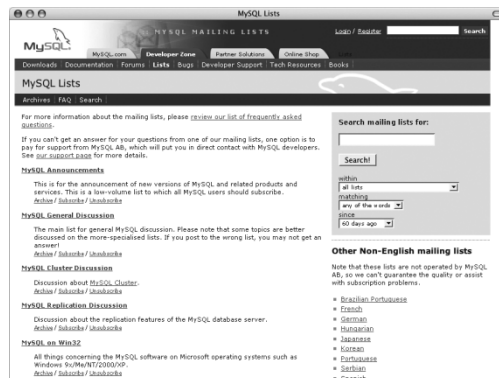 MySQL Lists
MYSQL MAILING LISTS
Login / Register
Search
MySQL
MySQL.com
Developer Zone
Partner Solutions
Online Shop
Downloads Documentation Forums Lists Bugs Developer Support Tech Resources Books
MySQL Lists
Archives FAQ Search
For more information about the mailing lists, please review our list of frequently asked
questions.
If you can't get an answer for your questions from one of our mailing lists, one option is to
pay for support from MySQL AB, which will put you in direct contact with MySQL developers.
See our support page for more details.
MySQL Announcements
This is for the announcement of new versions of MySQL and related products and
services. This is a low-volume list to which all MySQL users should subscribe.
Archive / Subscribe / Unsubscribe
MySQL General Discussion
The main list for general MySQL discussion. Please note that some topics are better
discussed on the more-specialised lists. If you post to the wrong list, you may not get an
answer!
Archive / Subscribe / Unsubscribe
MySQL Cluster Discussion
Discussion about MySQL Cluster.
Archive / Subscribe / Unsubscribe
MySQL Replication Discussion
Discussion about the replication features of the MySQL database server.
Archive / Subscribe / Unsubscribe
MySQL on Win32
All things concerning the MySQL software on Microsoft operating systems such as
Windows 9x/Me/NT/2000/XP.
Archive / Subscribe / Unsubscribe
Search mailing lists for:
Search!
within
all lists
matching
any of the words
since
60 days ago
Other Non-English mailing lists
Note that these lists are not operated by MySQL
AB, so we can't guarantee the quality or assist
with subscription problems.
Brazilian Portuguese
French
German
Hungarian
Japanese
Korean
Portuguese
Serbian
Spanish